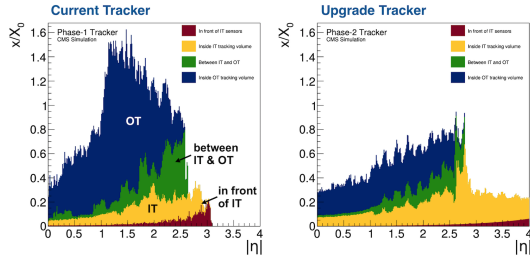 Current Tracker
Upgrade Tracker
x/X0
1.6
1.4
1.2
1
0.8
0.6
0.4
0.2
0
Phase-1 Tracker
CMS Simulation
In front of IT sensors
Inside IT tracking volume
Between IT and OT
Inside OT tracking volume
OT
between
IT & OT
in front
of IT
IT
0 0.5 1 1.5 2 2.5 3 3.5 4
|η|
x/X0
1.6
1.4
1.2
1
0.8
0.6
0.4
0.2
0
Phase-2 Tracker
CMS Simulation
In front of IT sensors
Inside IT tracking volume
Between IT and OT
Inside OT tracking volume
0 0.5 1 1.5 2 2.5 3 3.5 4
|η|